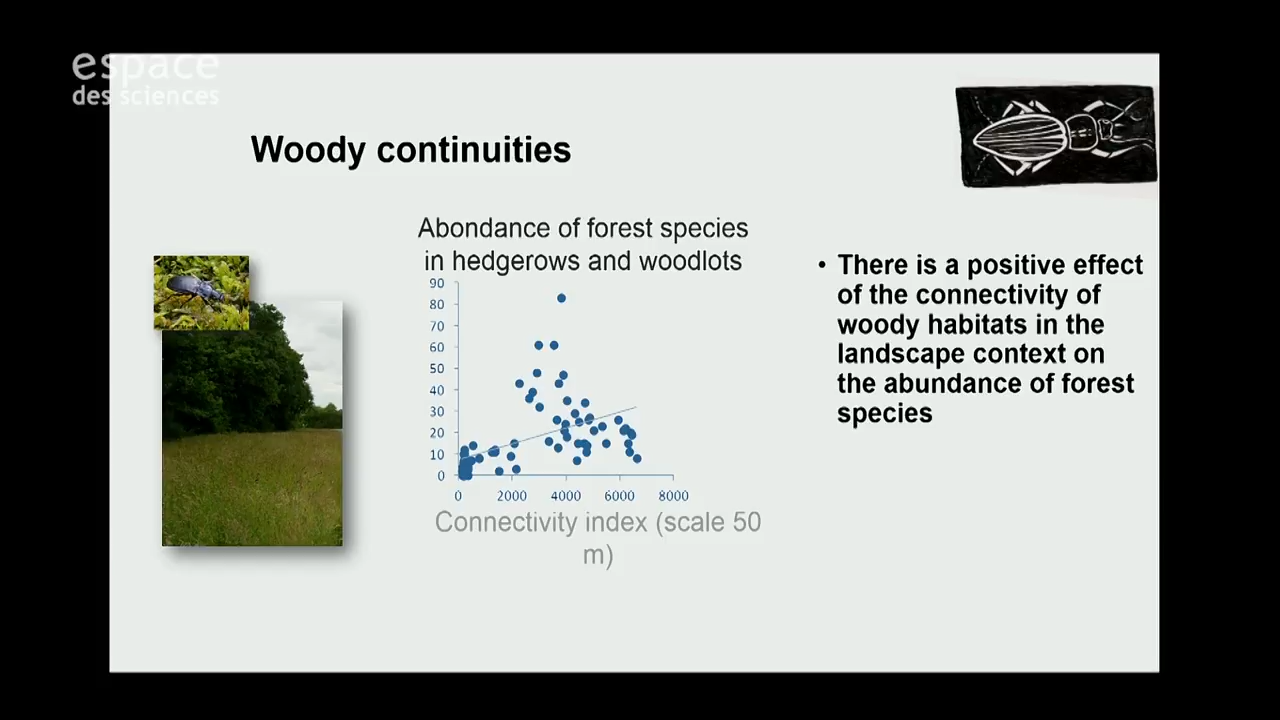 espace
des sciences
Woody continuities
Abondance of forest species
in hedgerows and woodlots
90
80
70
60
50
40
30
20
10
0
0 2000 4000 6000 8000
Connectivity index (scale 50
m)
• There is a positive effect
of the connectivity of
woody habitats in the
landscape context on
the abundance of forest
species